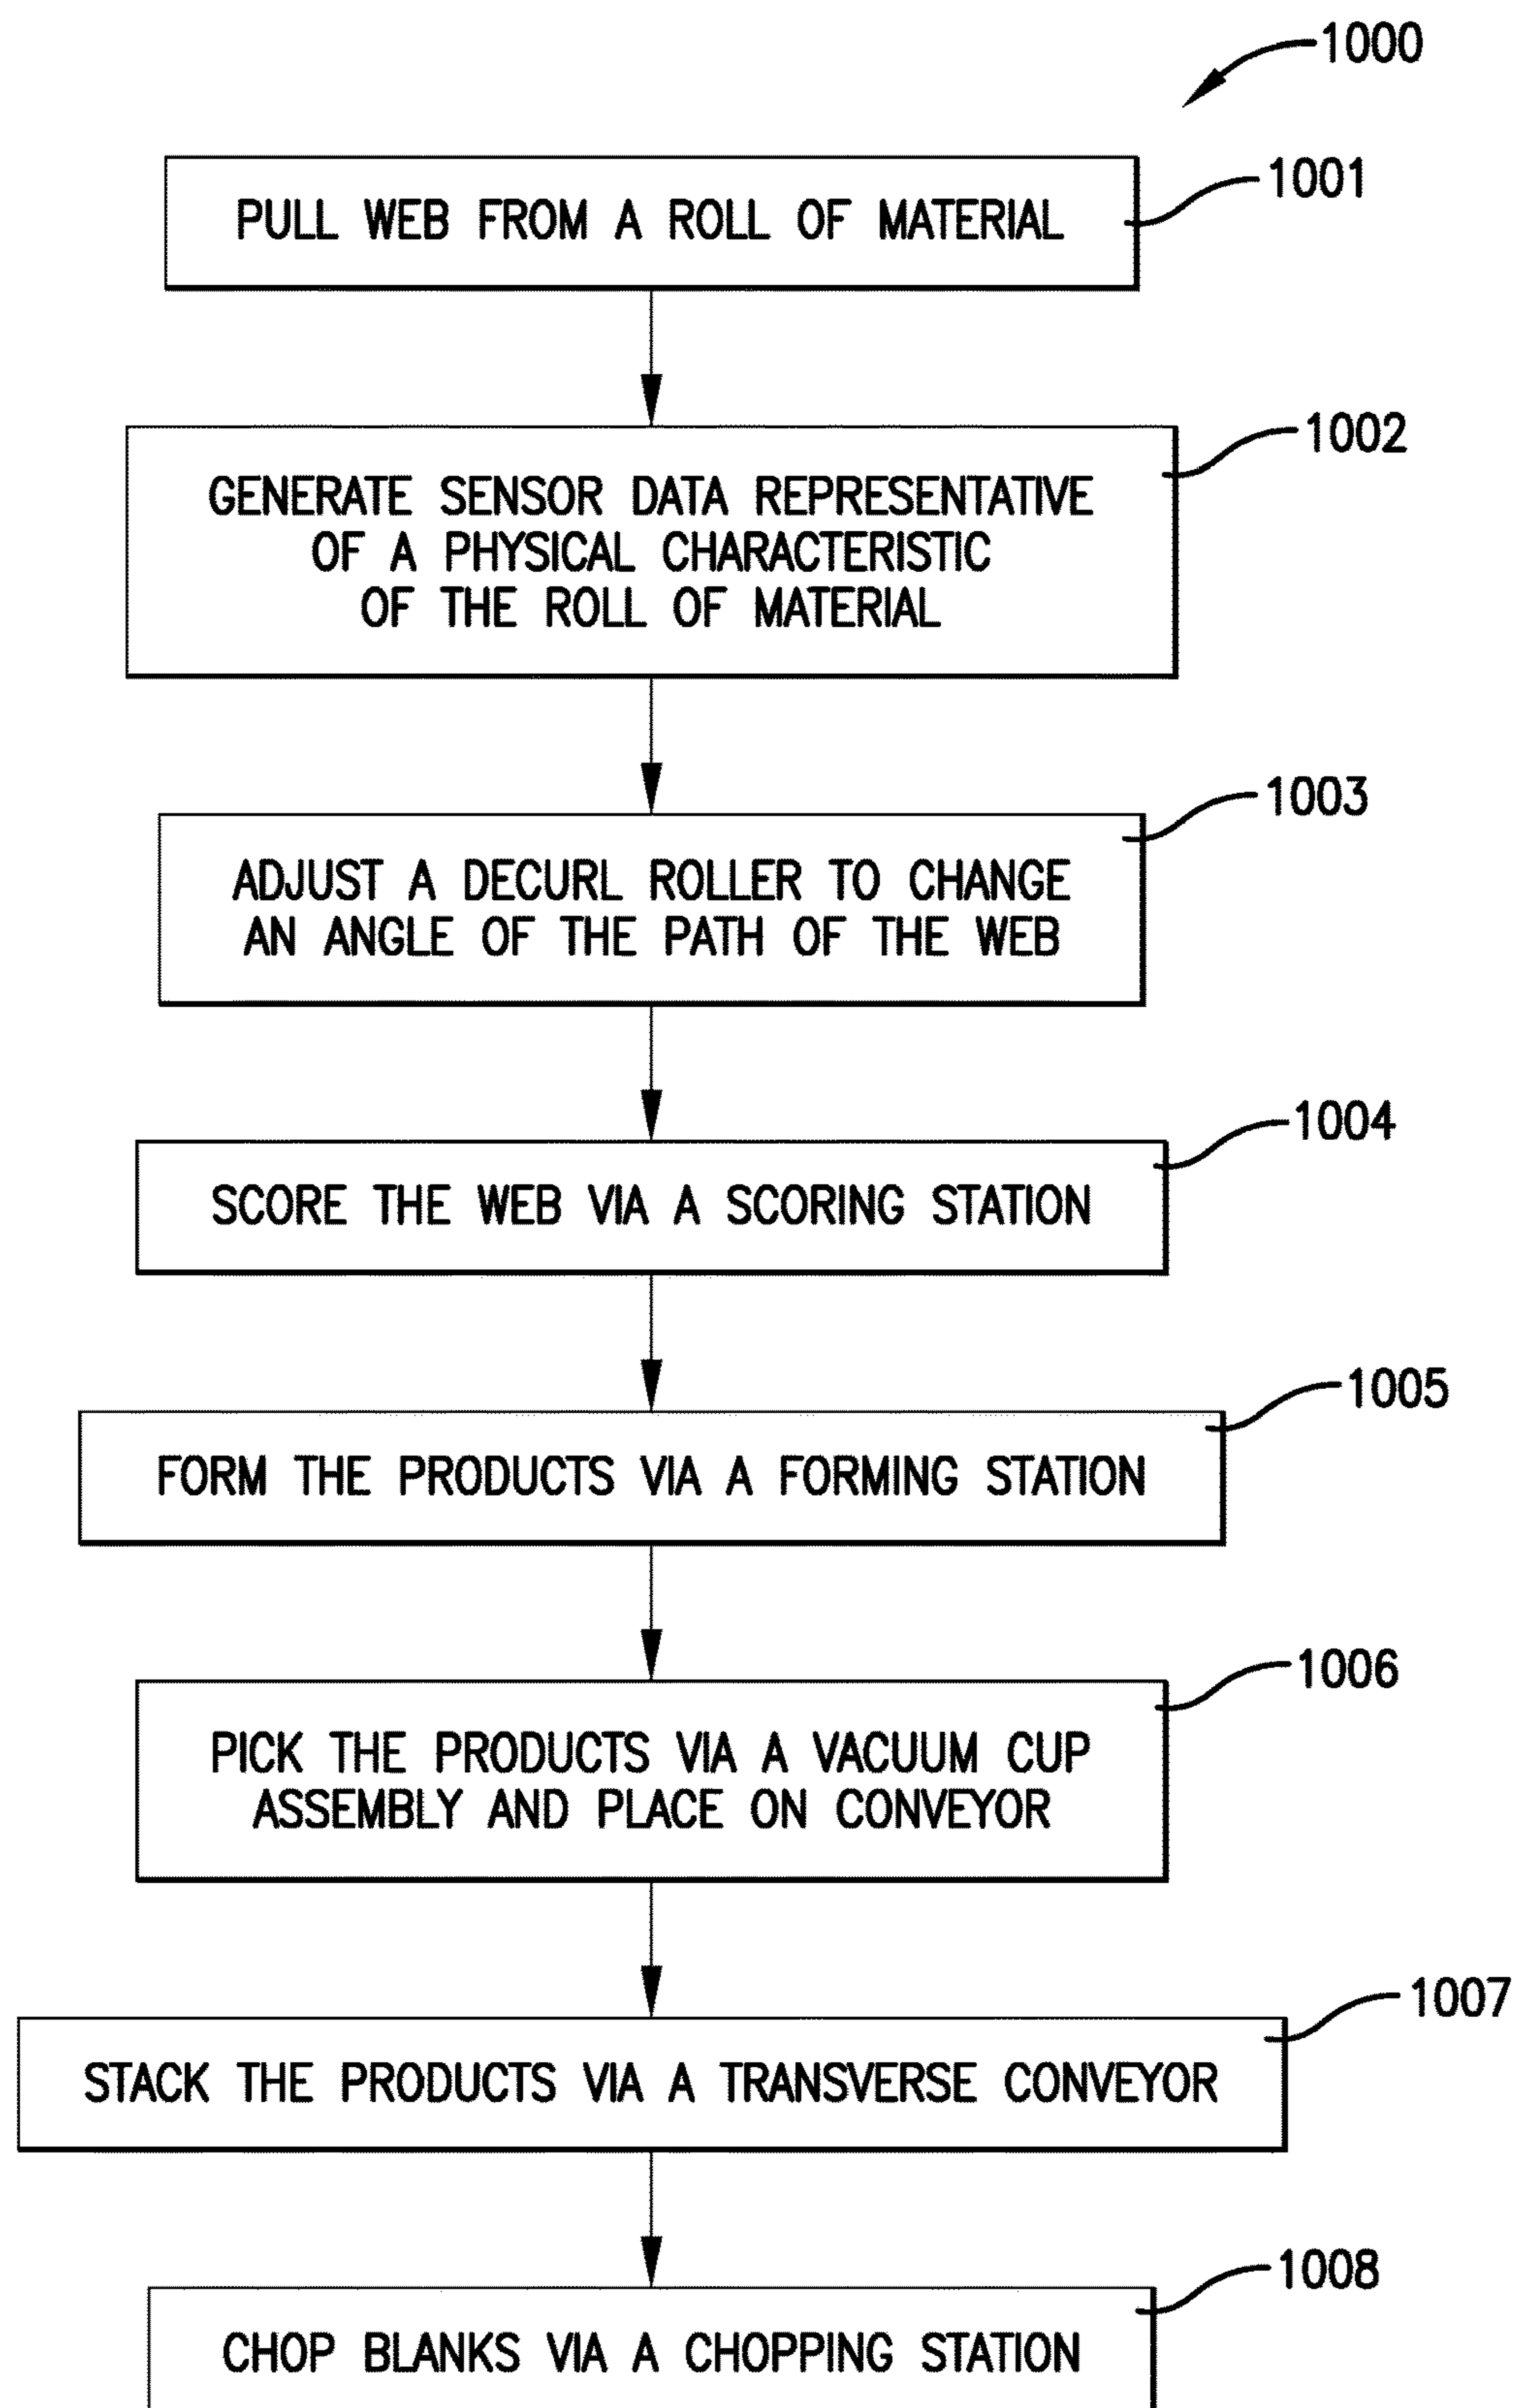 1000
1001
PULL WEB FROM A ROLL OF MATERIAL
1002
GENERATE SENSOR DATA REPRESENTATIVE
OF A PHYSICAL CHARACTERISTIC
OF THE ROLL OF MATERIAL
1003
ADJUST A DECURL ROLLER TO CHANGE
AN ANGLE OF THE PATH OF THE WEB
1004
SCORE THE WEB VIA A SCORING STATION
1005
FORM THE PRODUCTS VIA A FORMING STATION
1006
PICK THE PRODUCTS VIA A VACUUM CUP
ASSEMBLY AND PLACE ON CONVEYOR
1007
STACK THE PRODUCTS VIA A TRANSVERSE CONVEYOR
1008
CHOP BLANKS VIA A CHOPPING STATION